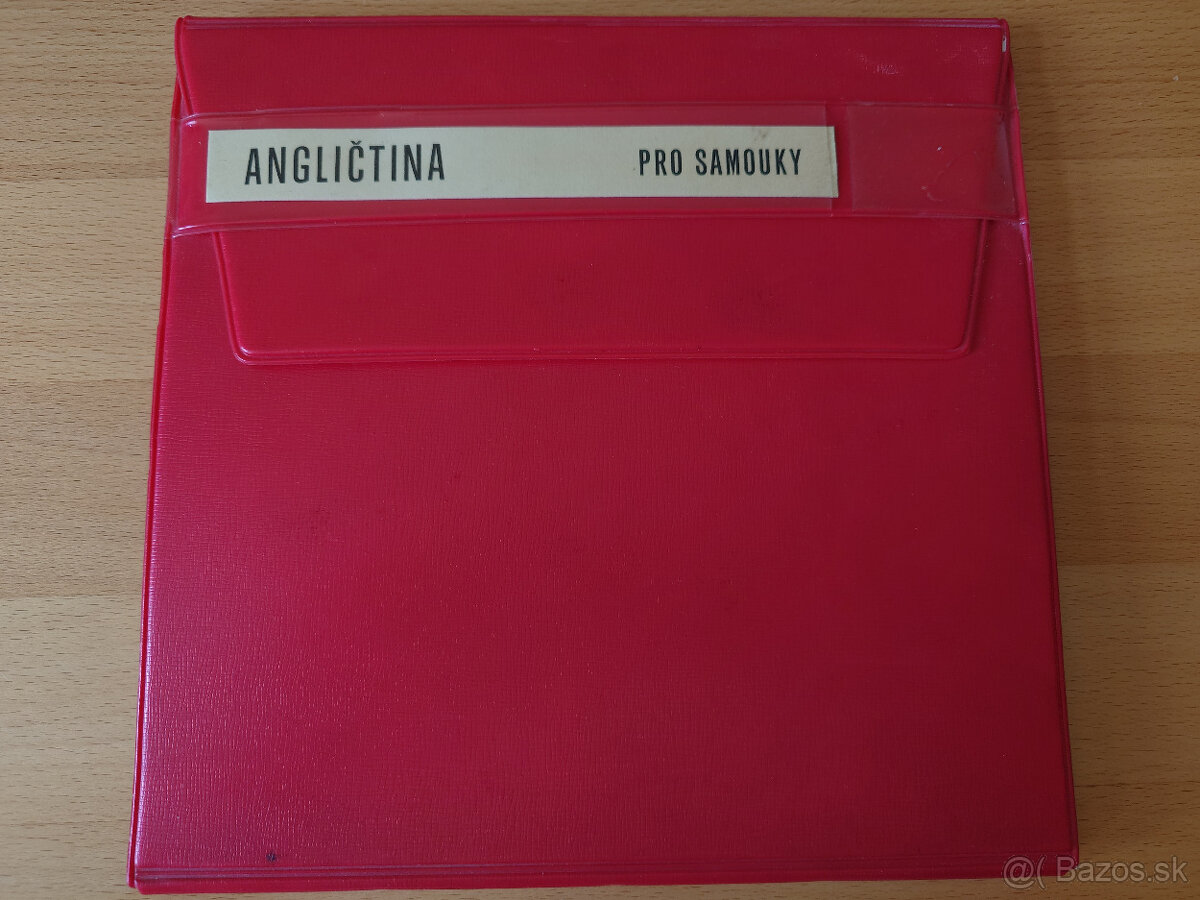 ANGLIČTINA PRO SAMOUKY
@( Bazos.sk